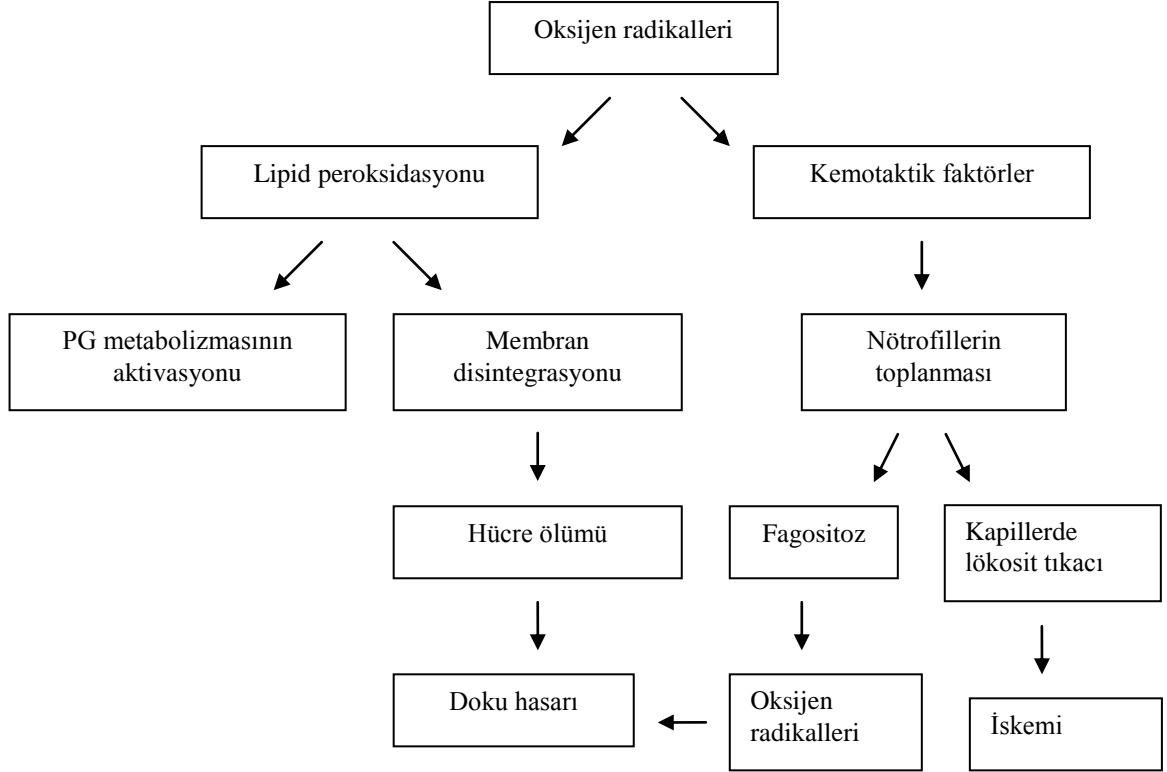 Oksijen radikalleri
Lipid peroksidasyonu
Kemotaktik faktörler
PG metabolizmasının
aktivasyonu
Membran
disintegrasyonu
Nötrofillerin
toplanması
Hücre ölümü
Fagositoz
Kapillerde
lökosit tıkacı
Doku hasarı
Oksijen
radikalleri
İskemi